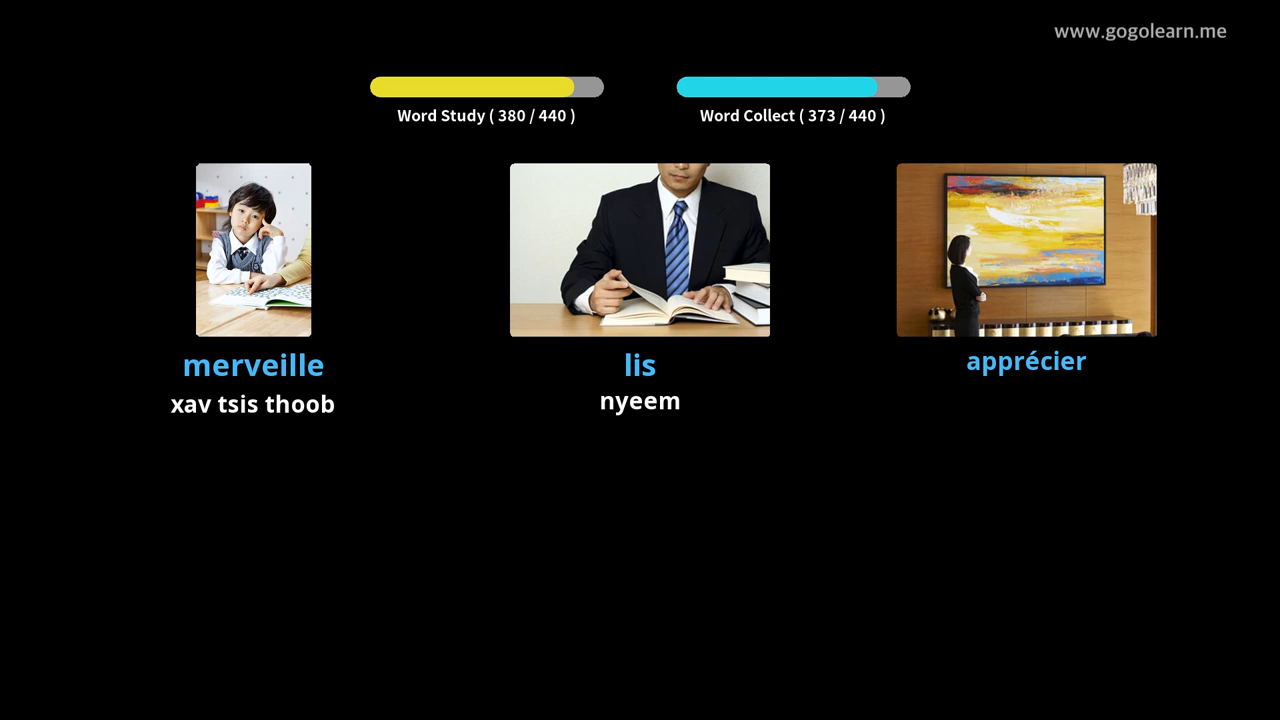 www.gogolearn.me
Word Study ( 380 / 440 )
Word Collect ( 373 / 440 )
merveille
xav tsis thoob
lis
nyeem
apprécier